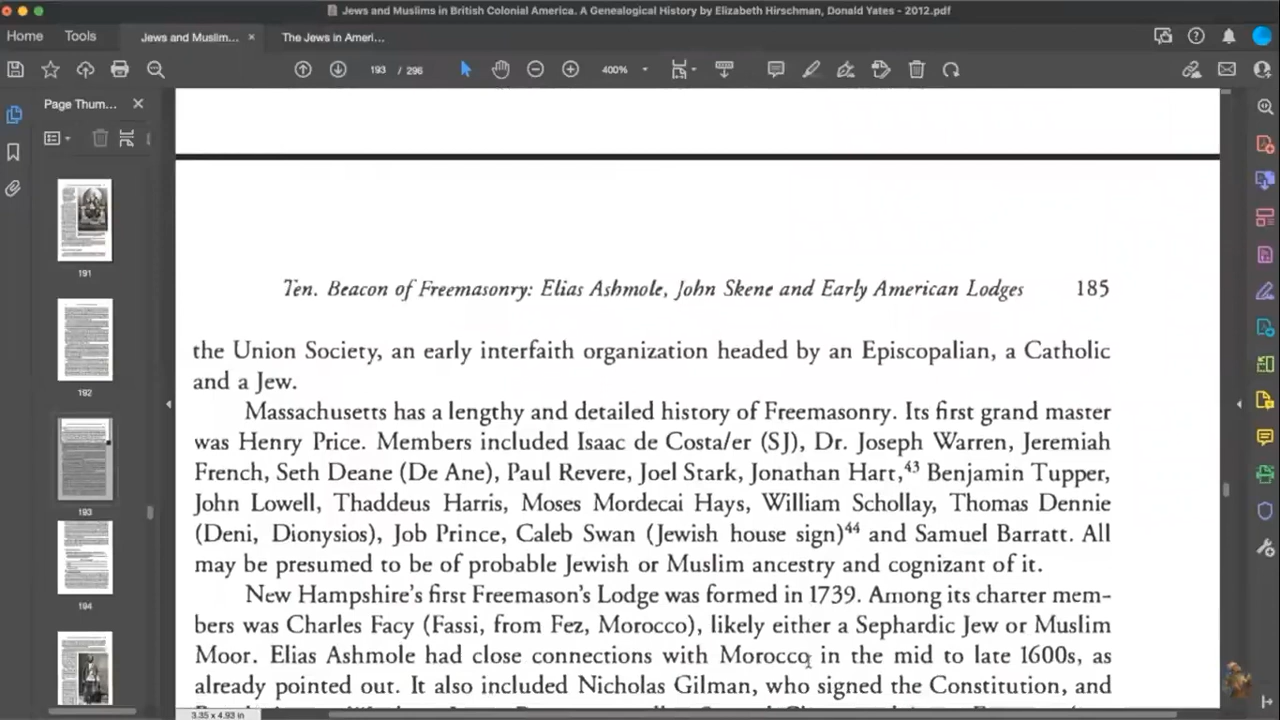 Jews and Muslims in British Colonial America. A Genealogical History by Elizabeth Hirschman, Donald Yates - 2012.pdf
Home Tools Jews and Muslim... × The Jews in Ameri...
193 / 296 400%
Page Thum...
191
192
193
194
Ten. Beacon of Freemasonry: Elias Ashmole, John Skene and Early American Lodges 185
the Union Society, an early interfaith organization headed by an Episcopalian, a Catholic
and a Jew.
Massachusetts has a lengthy and detailed history of Freemasonry. Its first grand master
was Henry Price. Members included Isaac de Costa/er (SJ), Dr. Joseph Warren, Jeremiah
French, Seth Deane (De Ane), Paul Revere, Joel Stark, Jonathan Hart,43 Benjamin Tupper,
John Lowell, Thaddeus Harris, Moses Mordecai Hays, William Schollay, Thomas Dennie
(Deni, Dionysios), Job Prince, Caleb Swan (Jewish house sign)44 and Samuel Barratt. All
may be presumed to be of probable Jewish or Muslim ancestry and cognizant of it.
New Hampshire's first Freemason's Lodge was formed in 1739. Among its charter mem-
bers was Charles Facy (Fassi, from Fez, Morocco), likely either a Sephardic Jew or Muslim
Moor. Elias Ashmole had close connections with Morocco in the mid to late 1600s, as
already pointed out. It also included Nicholas Gilman, who signed the Constitution, and
3.35 x 4.93 in